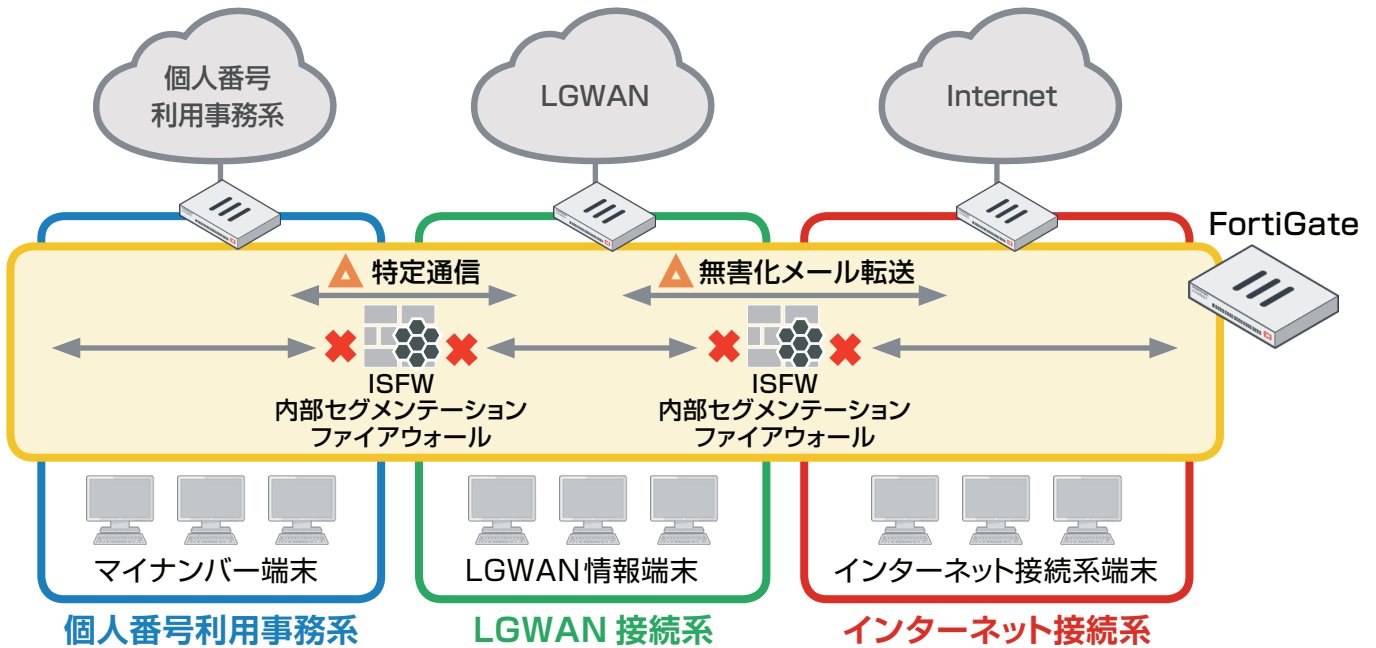 個人番号
利用事務系
LGWAN
Internet
FortiGate
特定通信
無害化メール転送
ISFW
内部セグメンテーション
ファイアウォール
ISFW
内部セグメンテーション
ファイアウォール
マイナンバー端末
LGWAN情報端末
インターネット接続系端末
個人番号利用事務系
LGWAN 接続系
インターネット接続系